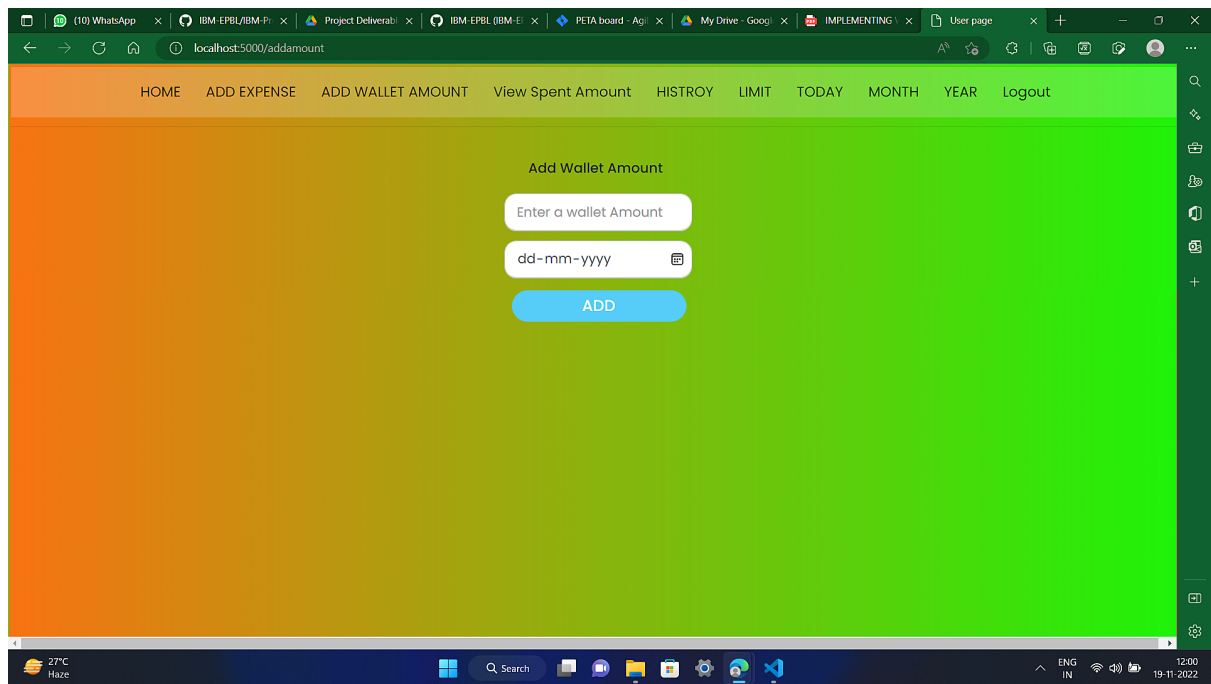 (10) WhatsApp
IBM-EPBL/IBM-Pr
Project Deliverabl
IBM-EPBL (IBM-E
PETA board - Agil
My Drive - Googl
IMPLEMENTING
User page
localhost:5000/addamount
HOME ADD EXPENSE ADD WALLET AMOUNT View Spent Amount HISTROY LIMIT TODAY MONTH YEAR Logout
Add Wallet Amount
Enter a wallet Amount
dd-mm-yyyy
ADD
27°C
Haze
Search
ENG
IN
12:00
19-11-2022